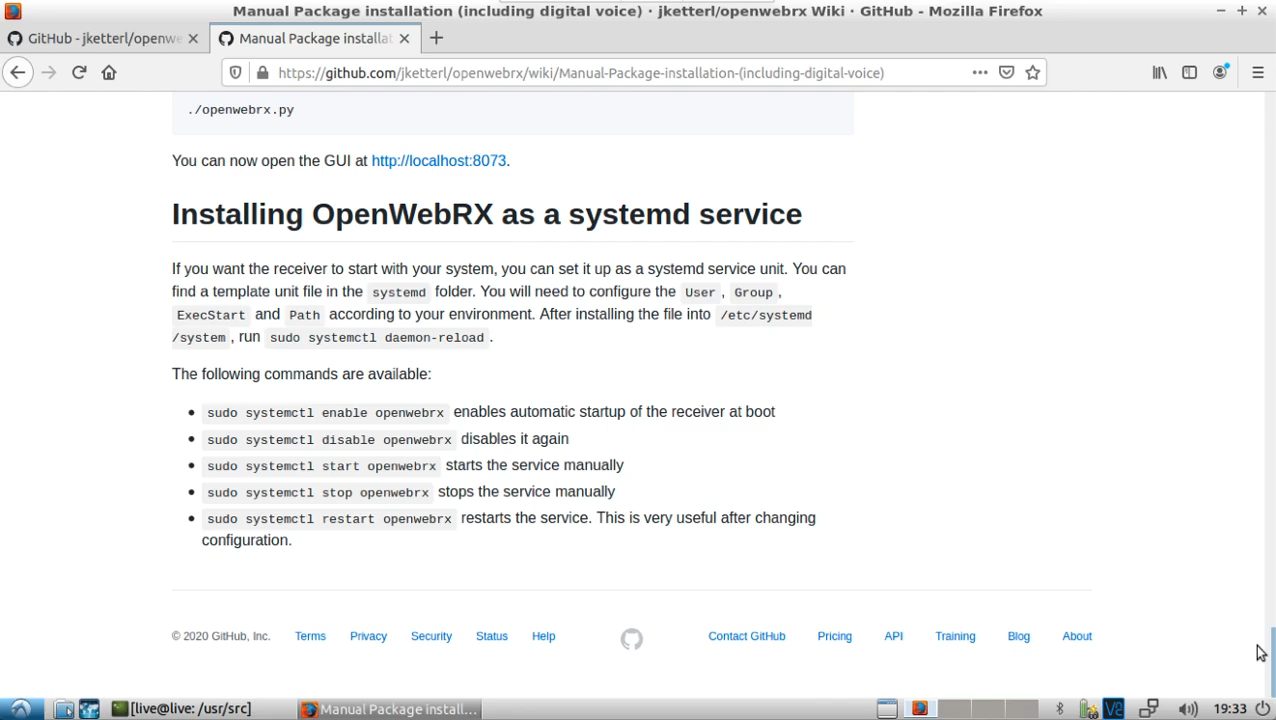 Manual Package installation (including digital voice) · jketterl/openwebrx Wiki · GitHub - Mozilla Firefox
GitHub - jketterl/openwe
Manual Package installat
https://github.com/jketterl/openwebrx/wiki/Manual-Package-installation-(including-digital-voice)
./openwebrx.py
You can now open the GUI at http://localhost:8073.
Installing OpenWebRX as a systemd service
If you want the receiver to start with your system, you can set it up as a systemd service unit. You can
find a template unit file in the systemd folder. You will need to configure the User , Group ,
ExecStart and Path according to your environment. After installing the file into /etc/systemd
/system , run sudo systemctl daemon-reload .
The following commands are available:
• sudo systemctl enable openwebrx enables automatic startup of the receiver at boot
• sudo systemctl disable openwebrx disables it again
• sudo systemctl start openwebrx starts the service manually
• sudo systemctl stop openwebrx stops the service manually
• sudo systemctl restart openwebrx restarts the service. This is very useful after changing
configuration.
© 2020 GitHub, Inc. Terms Privacy Security Status Help Contact GitHub Pricing API Training Blog About
[live@live: /usr/src] Manual Package install... 19:33